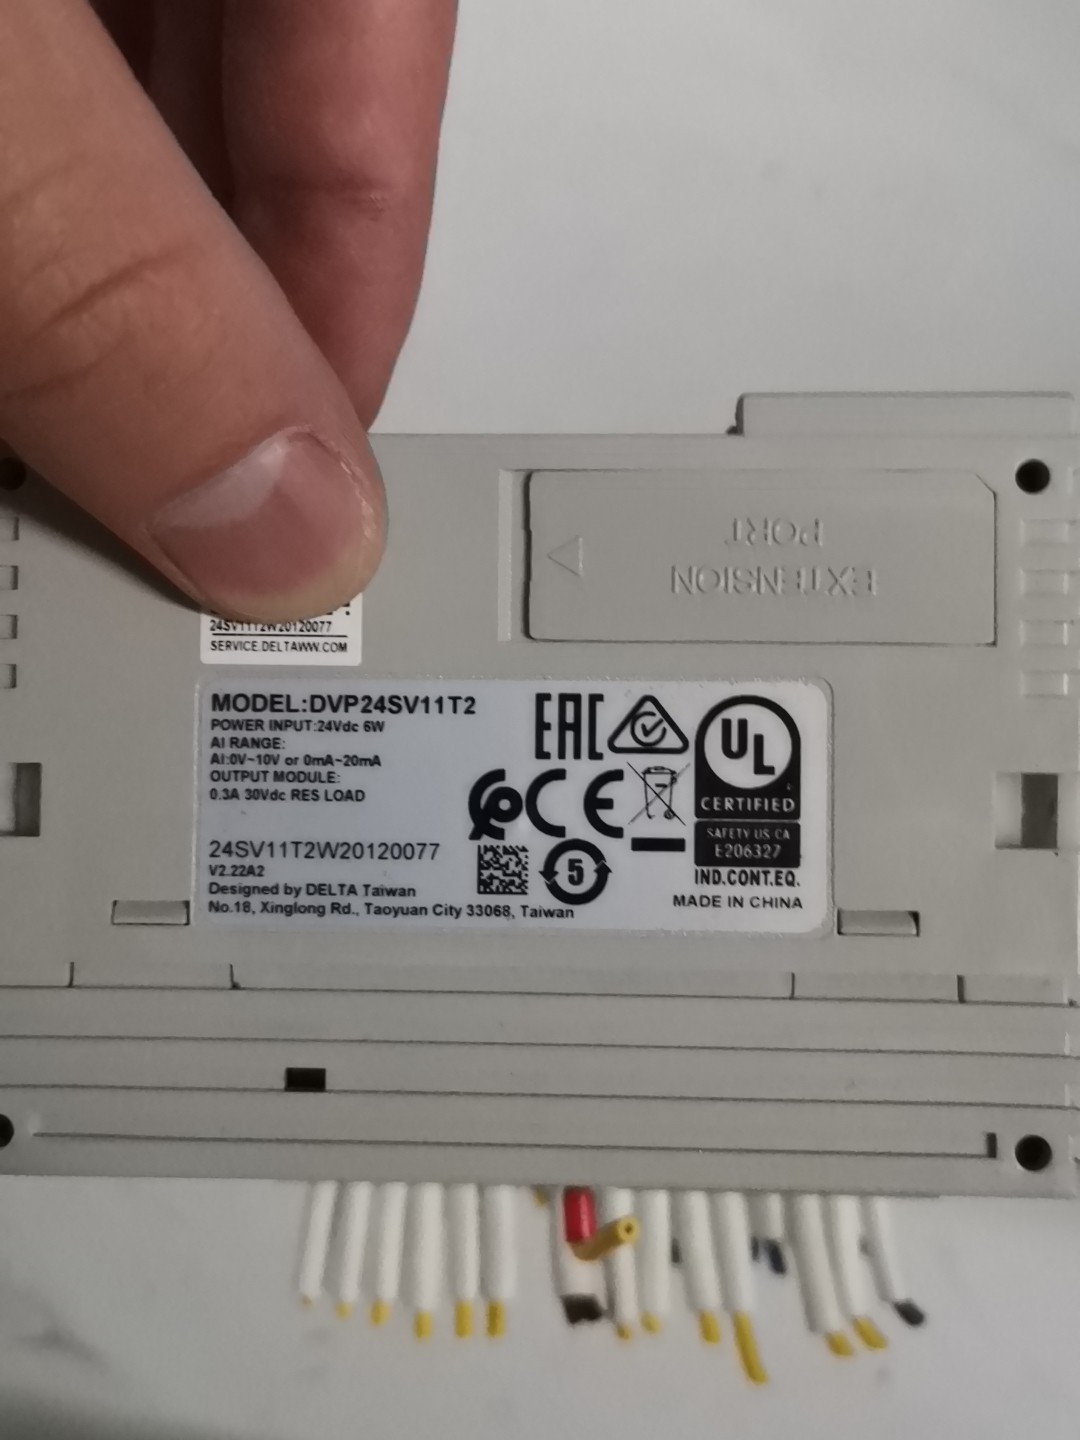 EXTENSION
PORT
24SV11T2W20120077
SERVICE.DELTAWW.COM
MODEL:DVP24SV11T2
POWER INPUT:24Vdc 6W
AI RANGE:
AI:0V~10V or 0mA~20mA
OUTPUT MODULE:
0.3A 30Vdc RES LOAD
24SV11T2W20120077
V2.22A2
Designed by DELTA Taiwan
No.18, Xinglong Rd., Taoyuan City 33068, Taiwan
EAC
CE
5
UL
CERTIFIED
SAFETY US CA
E206327
IND.CONT.EQ.
MADE IN CHINA